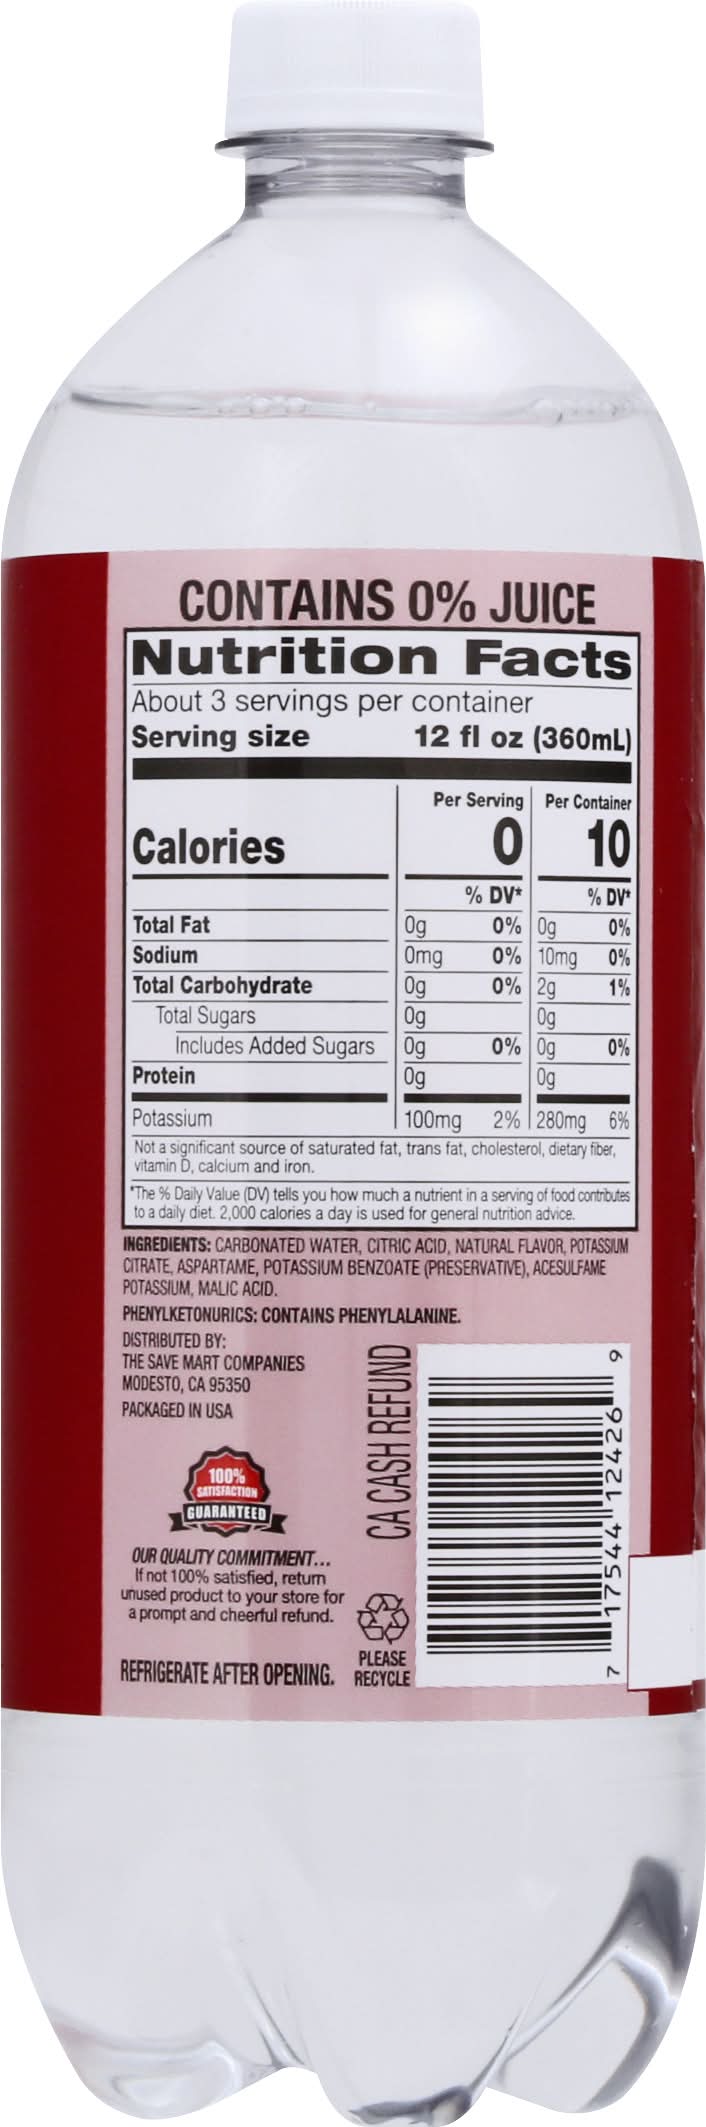 CONTAINS 0% JUICE
Nutrition Facts
About 3 servings per container
Serving size 12 fl oz (360mL)
Per Serving Per Container
Calories 0 10
% DV* % DV*
Total Fat 0g 0% 0g 0%
Sodium 0mg 0% 10mg 0%
Total Carbohydrate 0g 0% 2g 1%
Total Sugars 0g 0g
Includes Added Sugars 0g 0% 0g 0%
Protein 0g 0g
Potassium 100mg 2% 280mg 6%
Not a significant source of saturated fat, trans fat, cholesterol, dietary fiber,
vitamin D, calcium and iron.
*The % Daily Value (DV) tells you how much a nutrient in a serving of food contributes
to a daily diet. 2,000 calories a day is used for general nutrition advice.
INGREDIENTS: CARBONATED WATER, CITRIC ACID, NATURAL FLAVOR, POTASSIUM
CITRATE, ASPARTAME, POTASSIUM BENZOATE (PRESERVATIVE), ACESULFAME
POTASSIUM, MALIC ACID.
PHENYLKETONURICS: CONTAINS PHENYLALANINE.
DISTRIBUTED BY:
THE SAVE MART COMPANIES
MODESTO, CA 95350
PACKAGED IN USA
100%
SATISFACTION
GUARANTEED
OUR QUALITY COMMITMENT...
If not 100% satisfied, return
unused product to your store for
a prompt and cheerful refund.
REFRIGERATE AFTER OPENING.
CA CASH REFUND
PLEASE
RECYCLE
7 17544 12426 9